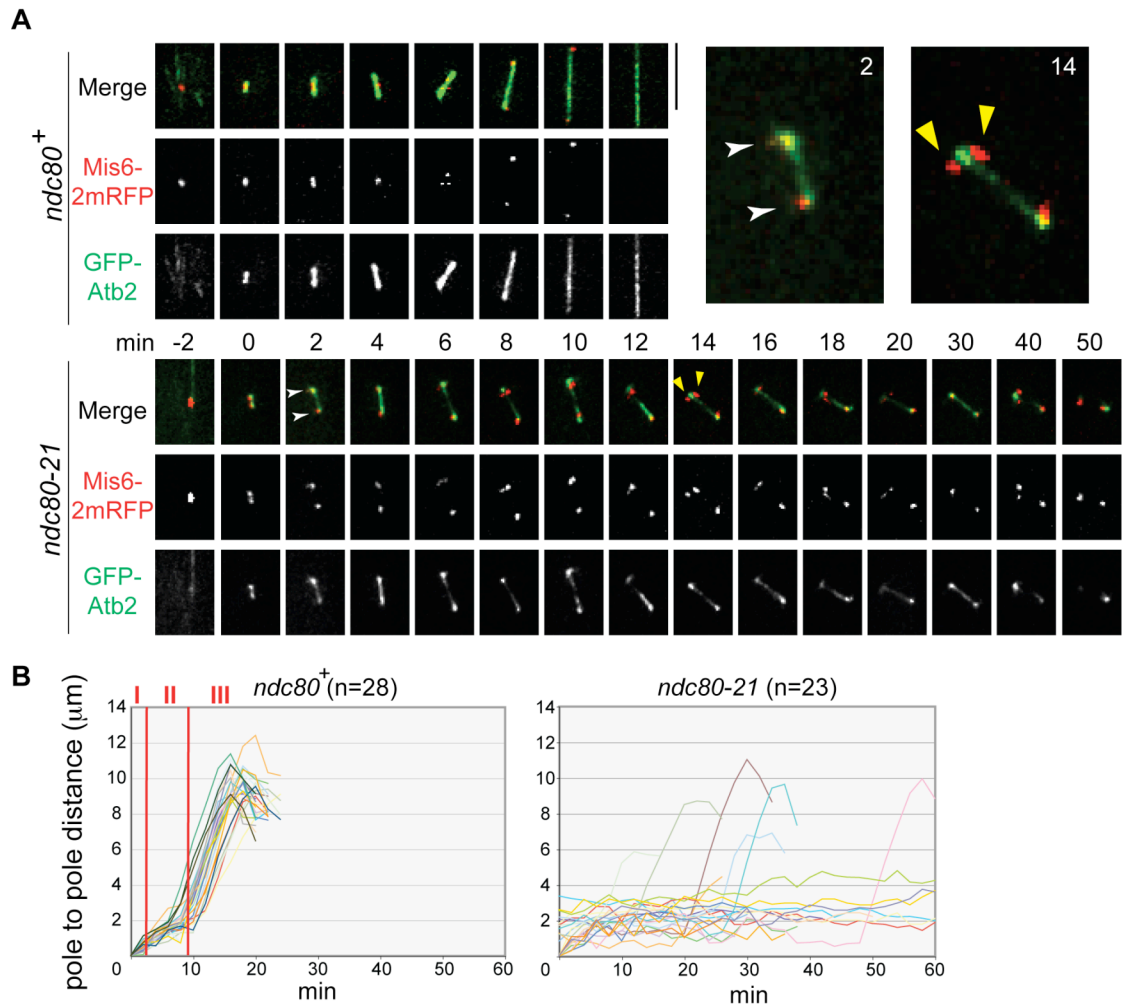 A
ndc80+
Merge
Mis6-
2mRFP
GFP-
Atb2
2
14
min -2 0 2 4 6 8 10 12 14 16 18 20 30 40 50
ndc80-21
Merge
Mis6-
2mRFP
GFP-
Atb2
B
I II III
ndc80+ (n=28)
pole to pole distance (μm)
14
12
10
8
6
4
2
0
0 10 20 30 40 50 60
min
ndc80-21 (n=23)
14
12
10
8
6
4
2
0
10 20 30 40 50 60
min